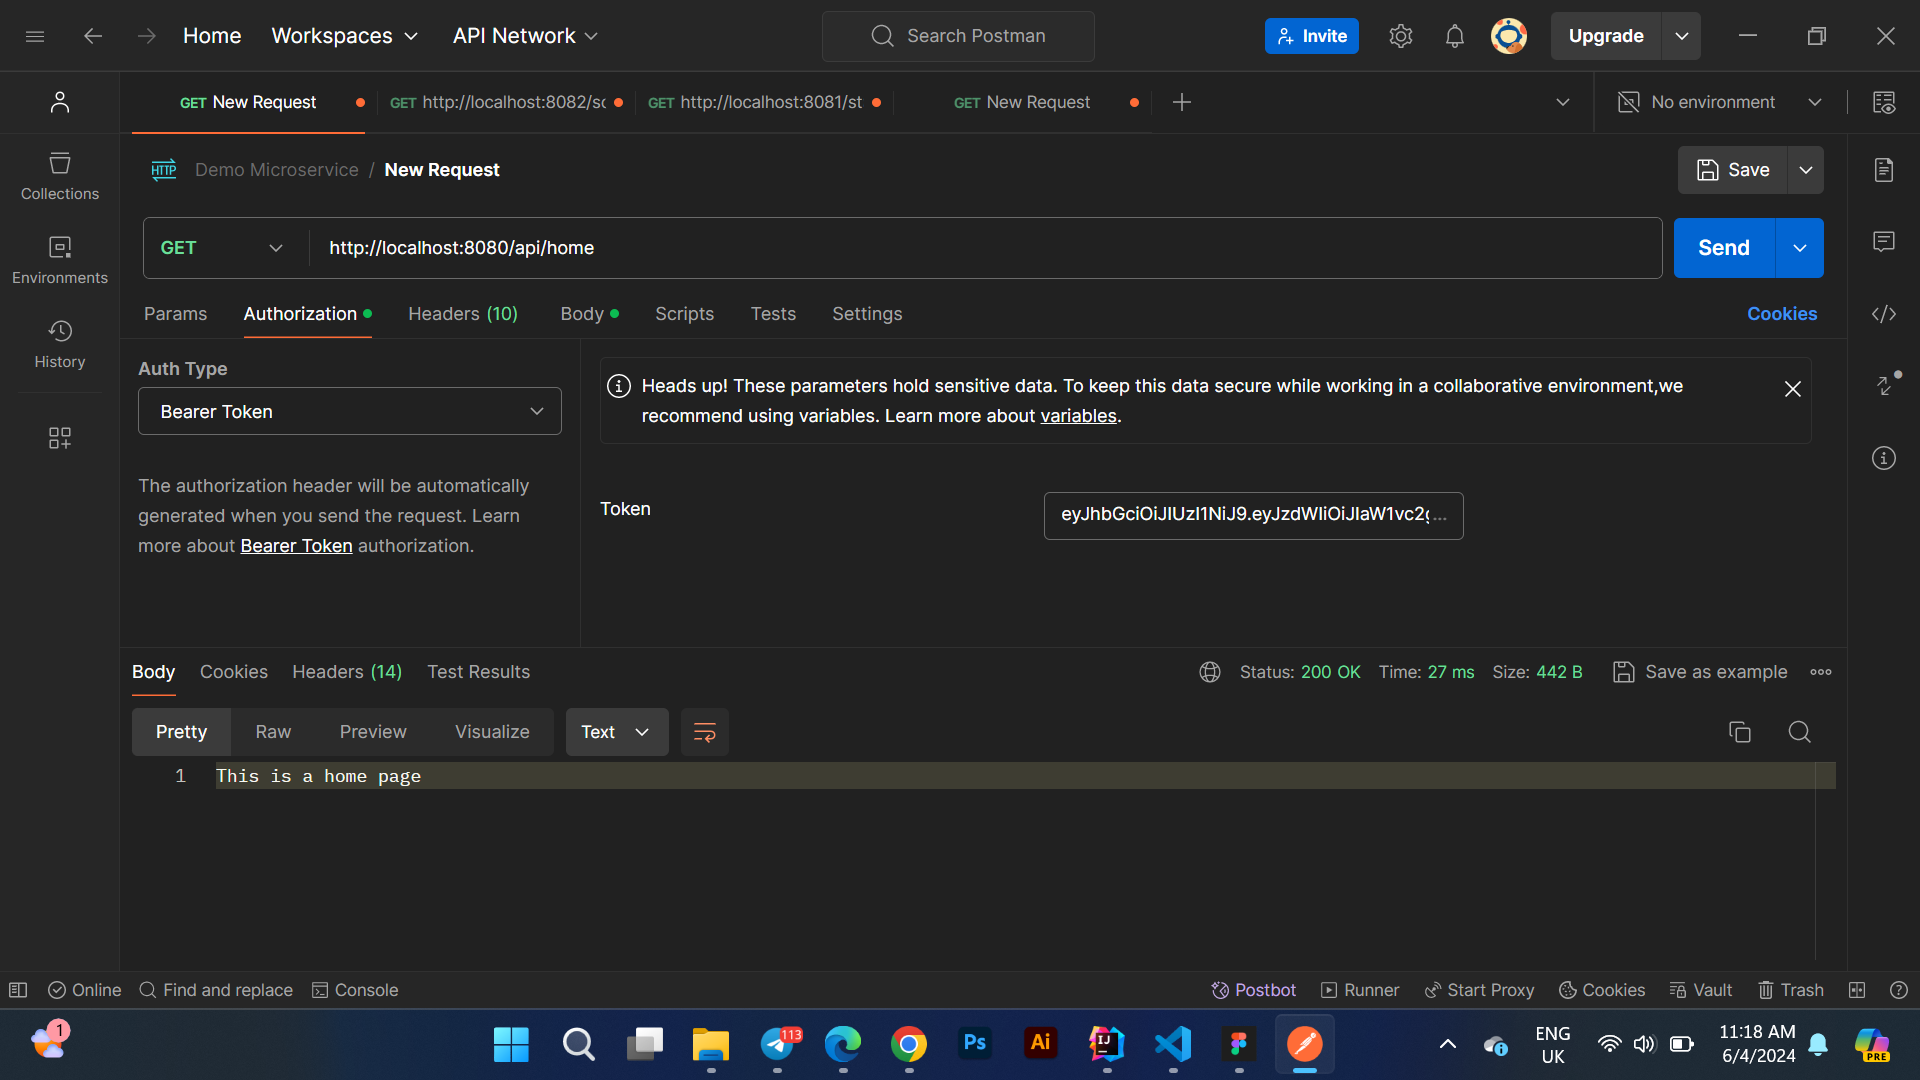 Home Workspaces API Network Search Postman Invite Upgrade
GET New Request GET http://localhost:8082/sc GET http://localhost:8081/st GET New Request No environment
HTTP Demo Microservice / New Request Save
Collections
GET http://localhost:8080/api/home Send
Environments
Params Authorization Headers (10) Body Scripts Tests Settings Cookies
History
Auth Type
Bearer Token
Heads up! These parameters hold sensitive data. To keep this data secure while working in a collaborative environment,we
recommend using variables. Learn more about variables.
The authorization header will be automatically
generated when you send the request. Learn
more about Bearer Token authorization.
Token
Body Cookies Headers (14) Test Results Status: 200 OK Time: 27 ms Size: 442 B Save as example
Pretty Raw Preview Visualize Text
1 This is a home page
Online Find and replace Console Postbot Runner Start Proxy Cookies Vault Trash
1 113 Ps Ai IJ
ENG
UK
11:18 AM
6/4/2024
PRE